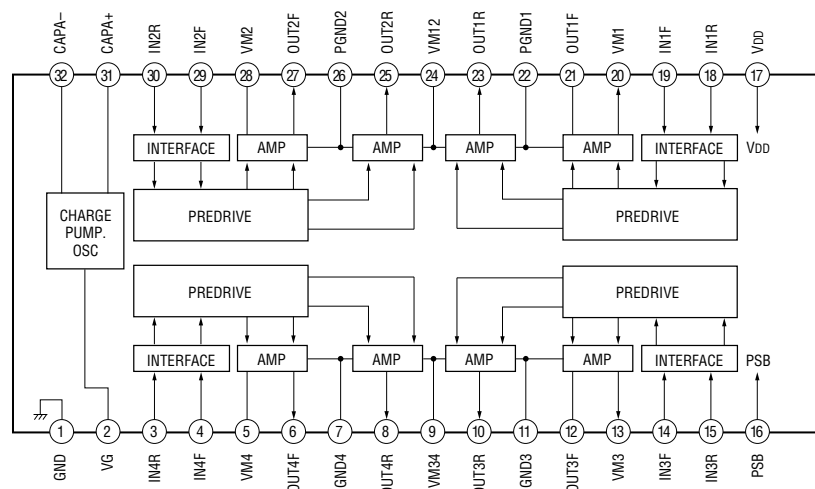 CAPA–
CAPA+
IN2R
IN2F
VM2
OUT2F
PGND2
OUT2R
VM12
OUT1R
PGND1
OUT1F
VM1
IN1F
IN1R
VDD
32
31
30
29
28
27
26
25
24
23
22
21
20
19
18
17
INTERFACE
AMP
AMP
AMP
AMP
INTERFACE
VDD
PREDRIVE
PREDRIVE
CHARGE
PUMP.
OSC
PREDRIVE
PREDRIVE
INTERFACE
AMP
AMP
AMP
AMP
INTERFACE
PSB
1
2
3
4
5
6
7
8
9
10
11
12
13
14
15
16
GND
VG
IN4R
IN4F
VM4
OUT4F
PGND4
OUT4R
VM34
OUT3R
PGND3
OUT3F
VM3
IN3F
IN3R
PSB